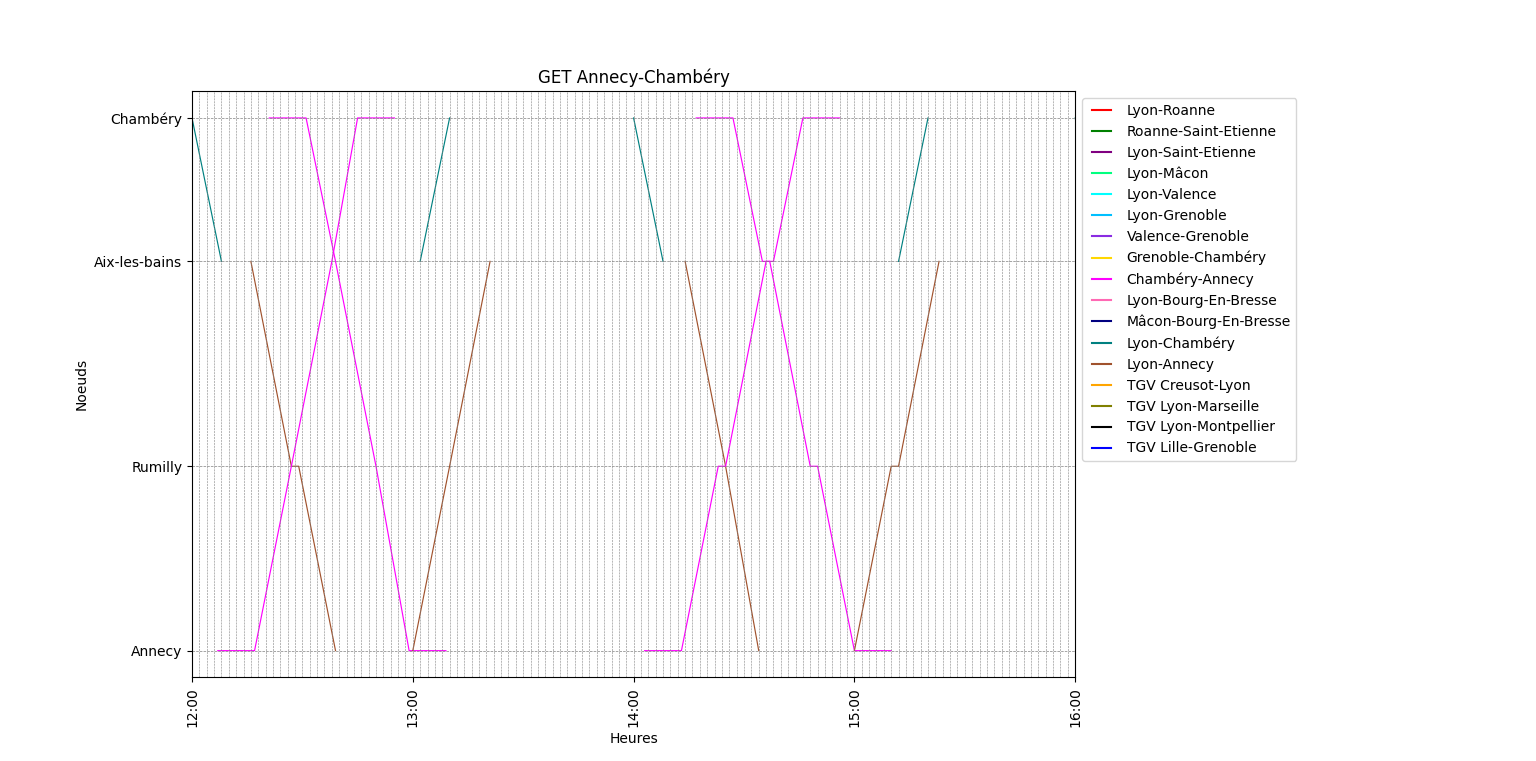 GET Annecy-Chambéry
Chambéry
Aix-les-bains
Rumilly
Annecy
Noeuds
12:00
13:00
14:00
15:00
16:00
Heures
Lyon-Roanne
Roanne-Saint-Etienne
Lyon-Saint-Etienne
Lyon-Mâcon
Lyon-Valence
Lyon-Grenoble
Valence-Grenoble
Grenoble-Chambéry
Chambéry-Annecy
Lyon-Bourg-En-Bresse
Mâcon-Bourg-En-Bresse
Lyon-Chambéry
Lyon-Annecy
TGV Creusot-Lyon
TGV Lyon-Marseille
TGV Lyon-Montpellier
TGV Lille-Grenoble